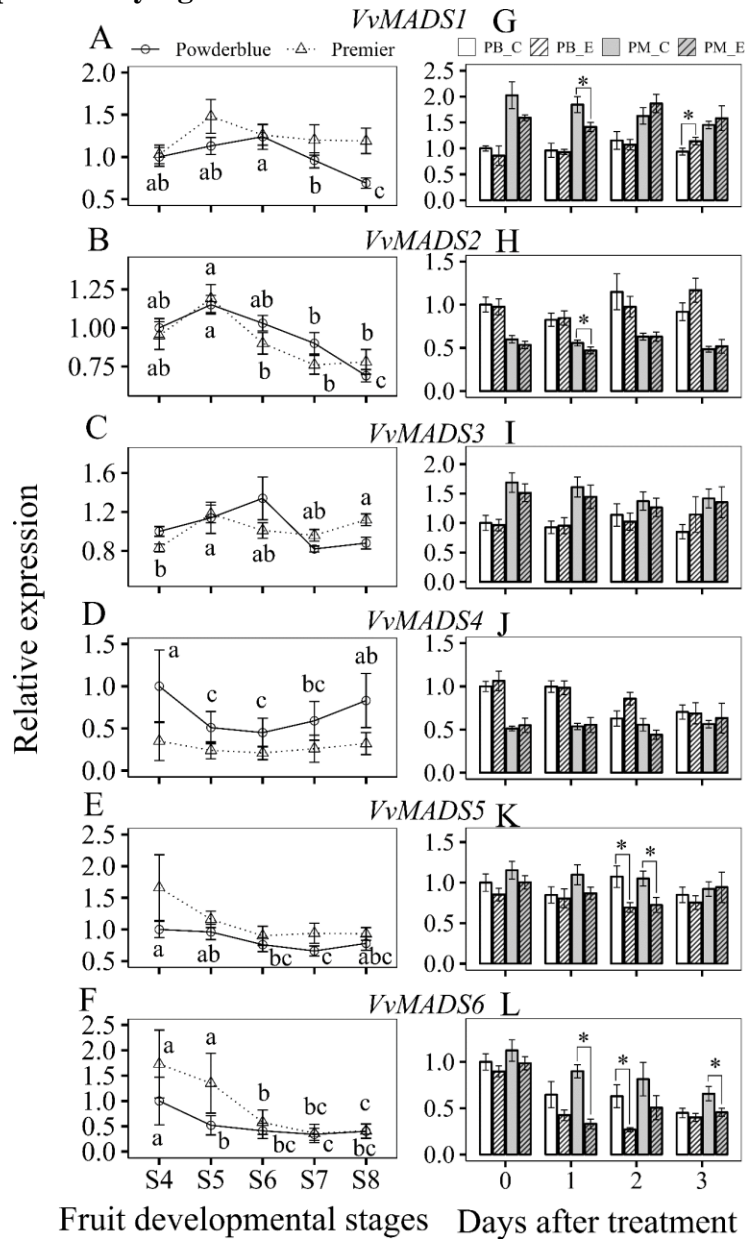 VvMADS1
A
G
Powderblue
Premier
PB_C
PB_E
PM_C
PM_E
2.0
1.5
1.0
0.5
ab
ab
a
b
c
2.5
2.0
1.5
1.0
0.5
0.0
*
*
VvMADS2
B
H
1.25
1.00
0.75
ab
a
ab
b
b
ab
a
b
b
c
1.5
1.0
0.5
0.0
*
VvMADS3
C
I
1.6
1.2
0.8
b
a
ab
ab
a
2.0
1.5
1.0
0.5
0.0
VvMADS4
D
J
1.5
1.0
0.5
0.0
a
c
c
bc
ab
1.5
1.0
0.5
0.0
VvMADS5
E
K
2.5
2.0
1.5
1.0
0.5
a
ab
bc
c
abc
1.5
1.0
0.5
0.0
*
*
VvMADS6
F
L
2.5
2.0
1.5
1.0
0.5
0.0
a
a
b
bc
c
a
b
bc
c
bc
1.0
0.5
0.0
*
*
*
S4 S5 S6 S7 S8
0 1 2 3
Relative expression
Fruit developmental stages
Days after treatment